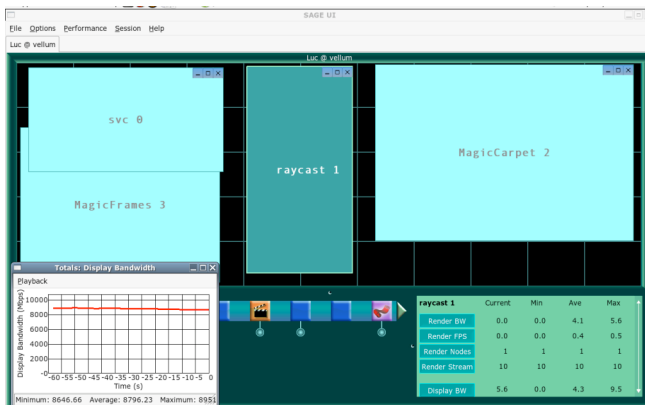 SAGE UI
File Options Performance Session Help
Luc @ vellum
Luc @ vellum
svc 0
raycast 1
MagicCarpet 2
MagicFrames 3
Totals: Display Bandwidth
Playback
Display Bandwidth (Mbps)
10000
8000
6000
4000
2000
-0
-60 -55 -50 -45 -40 -35 -30 -25 -20 -15 -10 -5 0
Time (s)
Minimum: 8646.66 Average: 8796.23 Maximum: 8951
raycast 1 Current Min Ave Max
Render BW 0.0 0.0 4.1 5.6
Render FPS 0.0 0.0 0.4 0.5
Render Nodes 1 1 1 1
Render Stream 10 10 10 10
Display BW 5.6 0.0 4.3 9.5